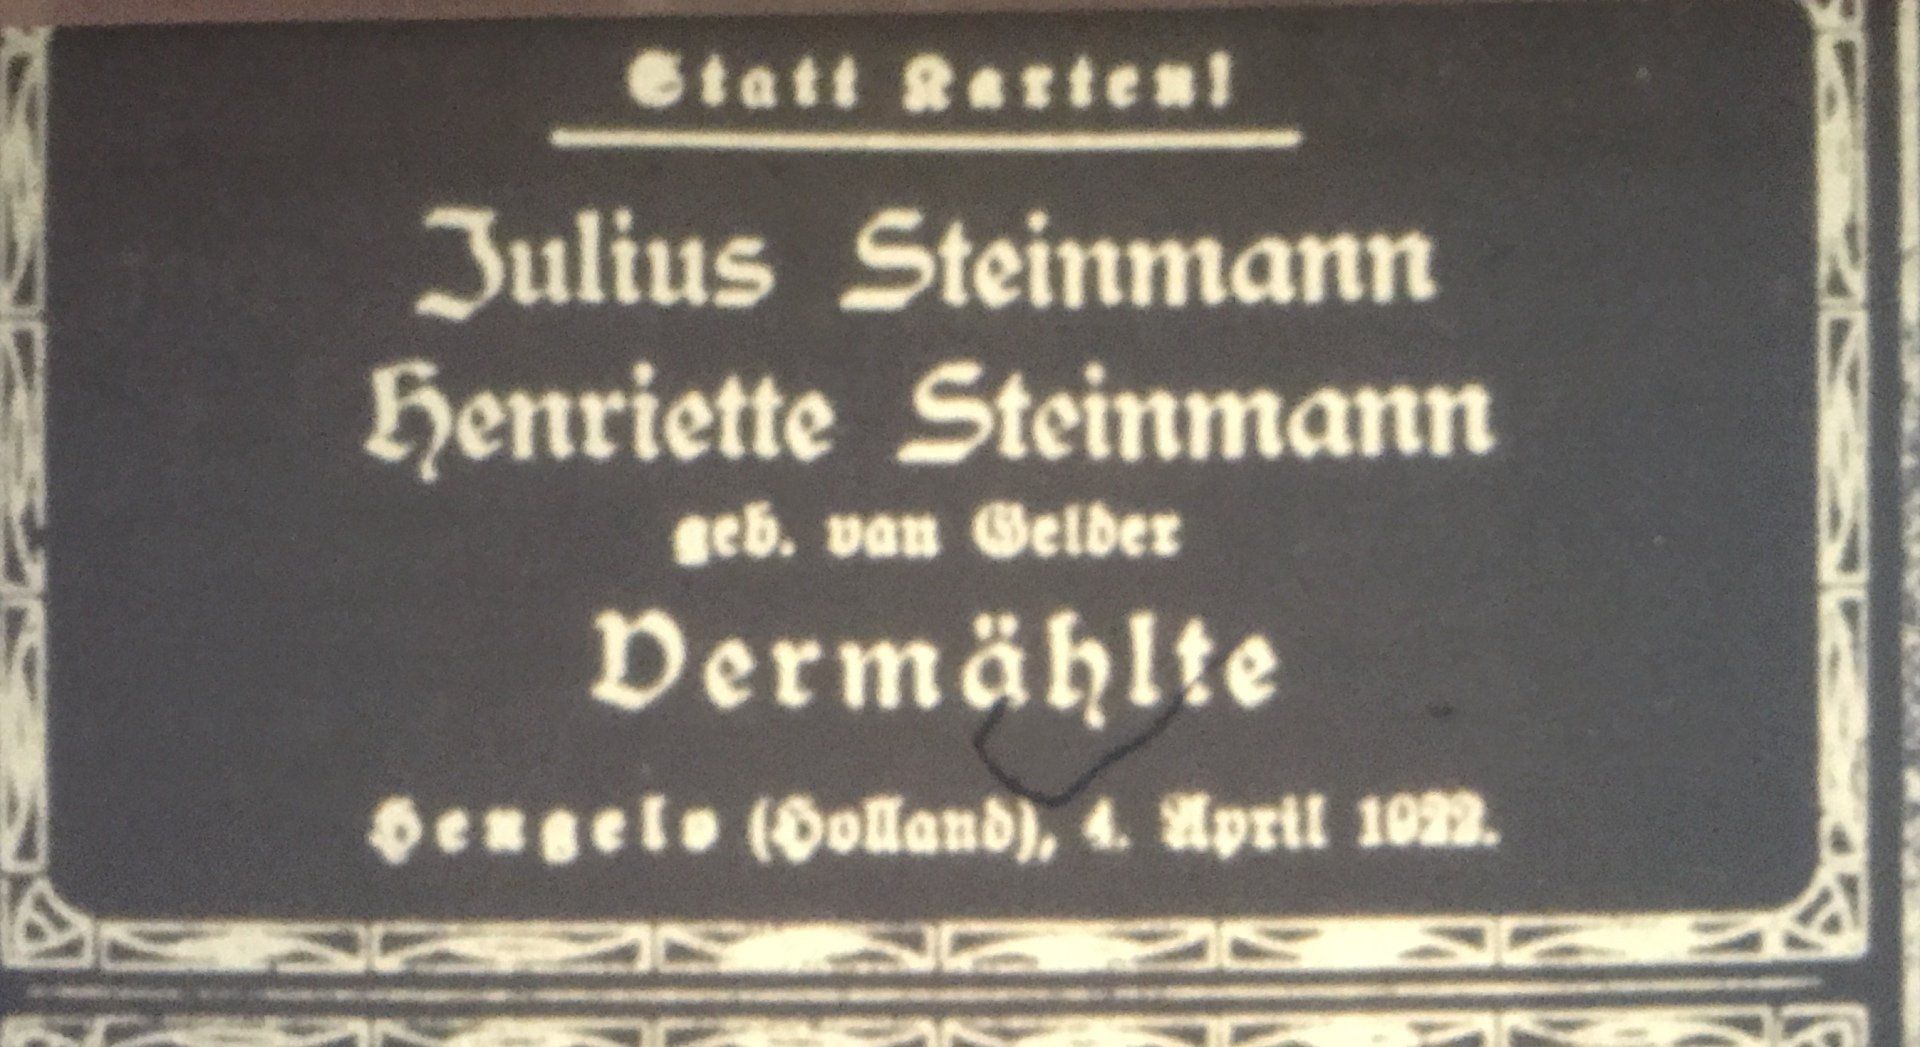 Statt Karten!
Julius Steinmann
Henriette Steinmann
geb. van Gelder
Vermählte
Hengelo (Holland), 4. April 1922.